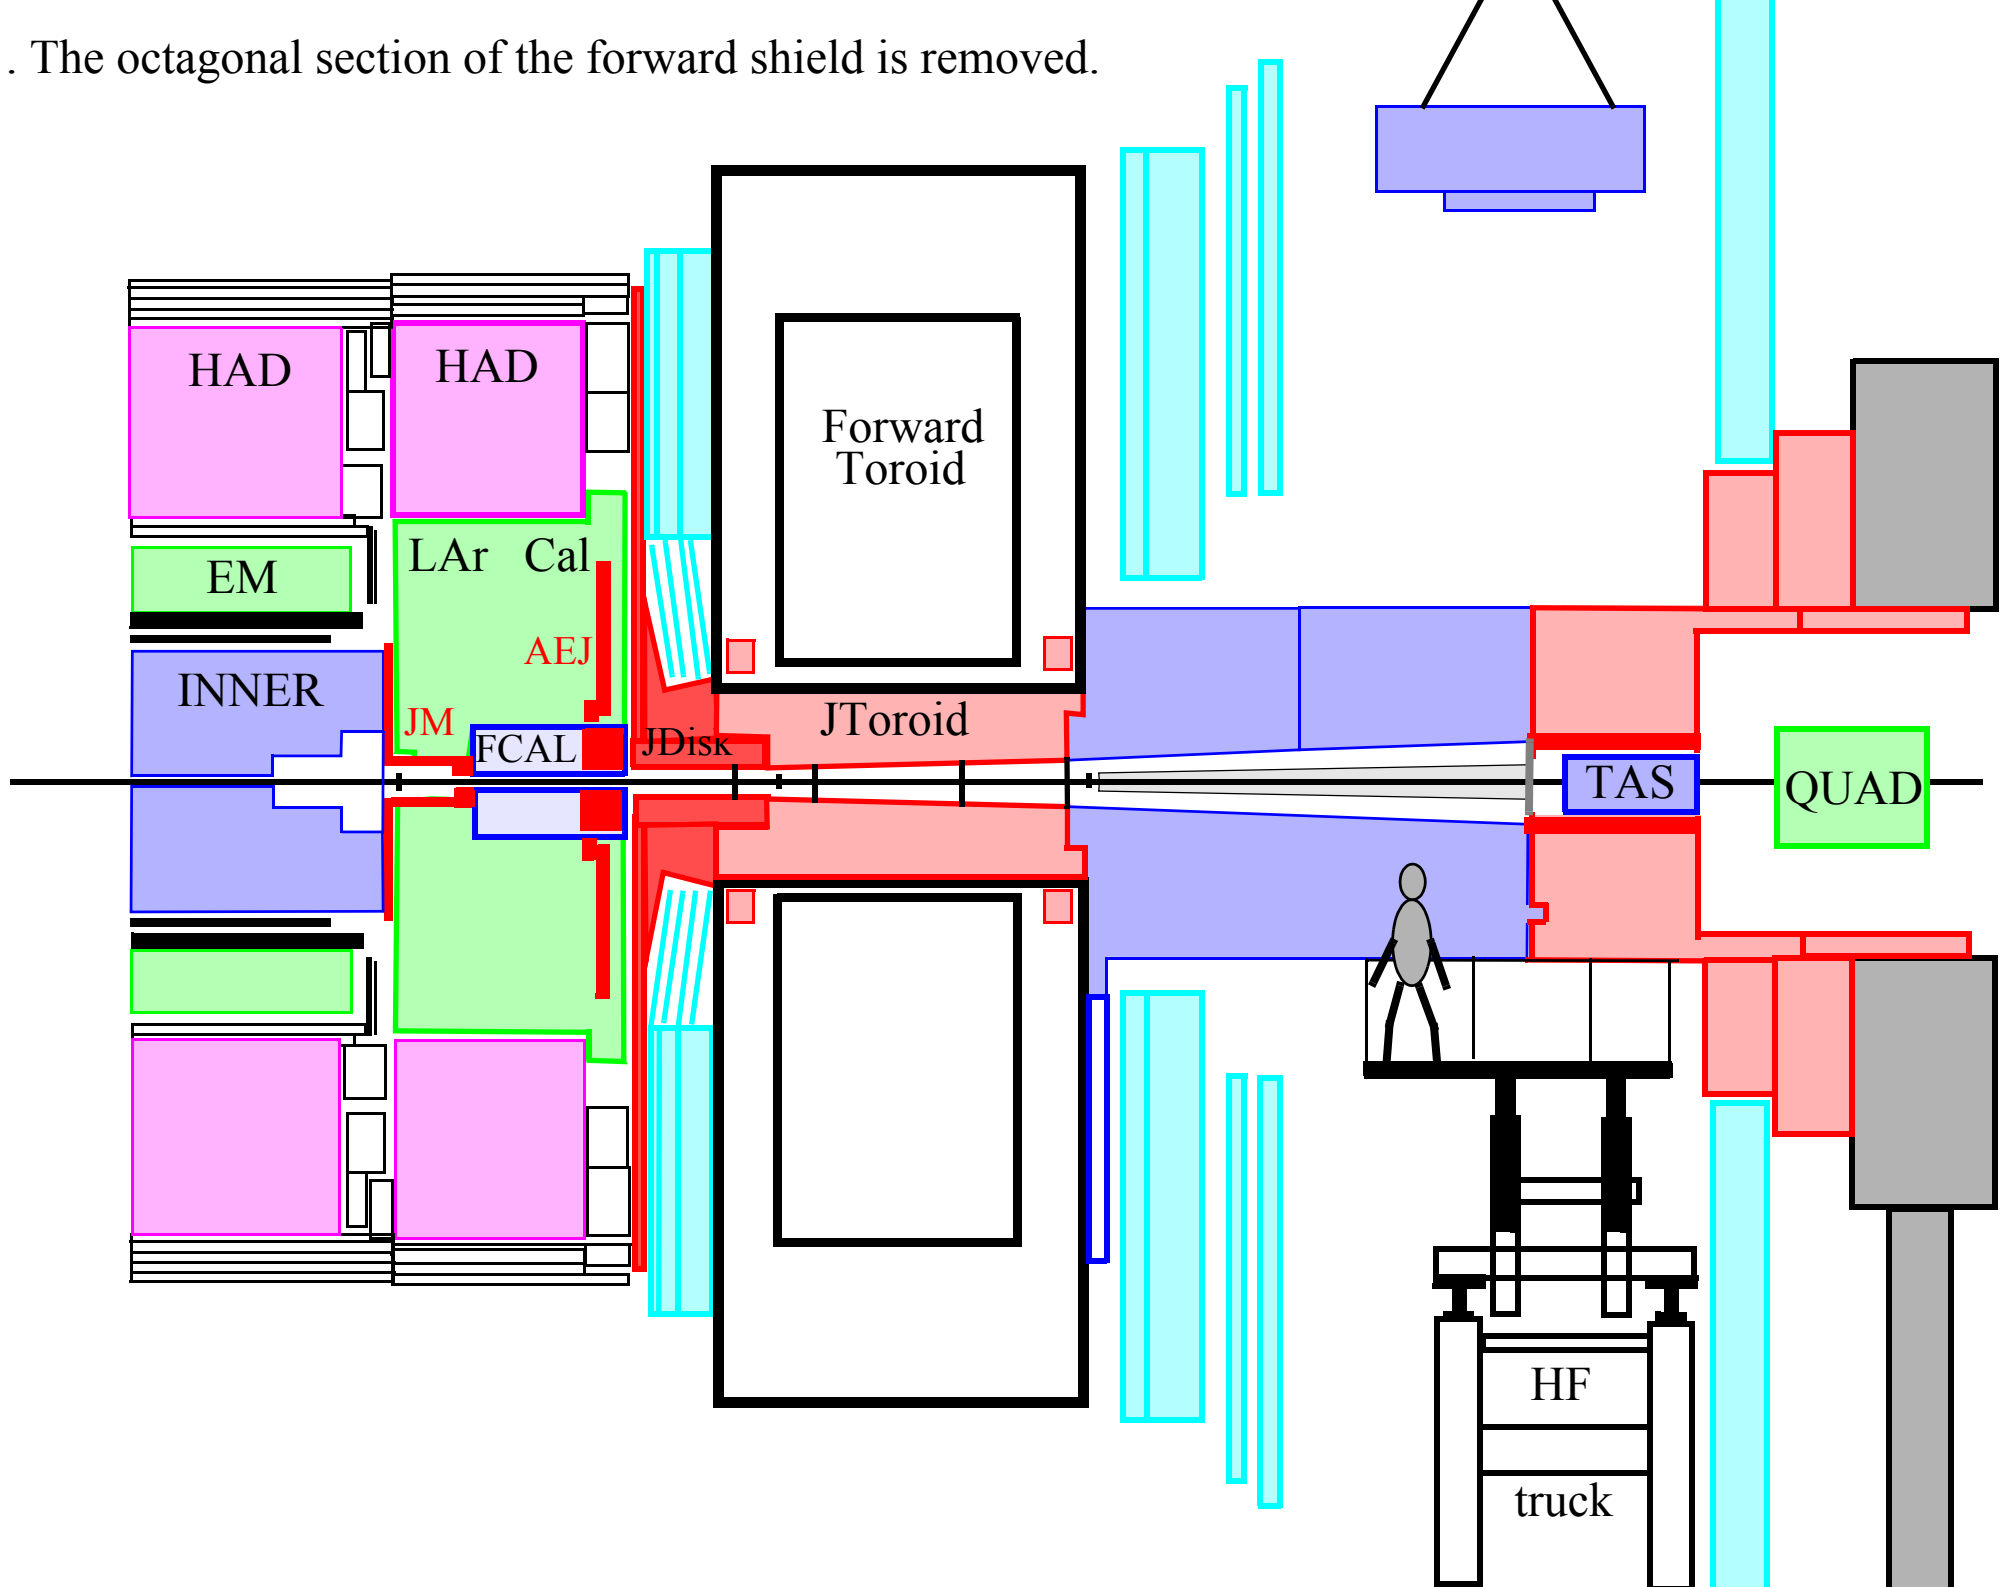 . The octagonal section of the forward shield is removed.
HAD
HAD
Forward
Toroid
LAr Cal
EM
AEJ
INNER
JM
FCAL
JDisk
JToroid
TAS
QUAD
HF
truck